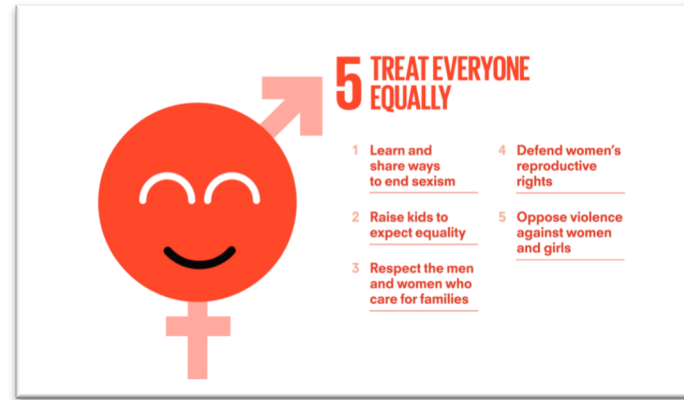 5 TREAT EVERYONE
EQUALLY
1 Learn and
share ways
to end sexism
2 Raise kids to
expect equality
3 Respect the men
and women who
care for families
4 Defend women's
reproductive
rights
5 Oppose violence
against women
and girls